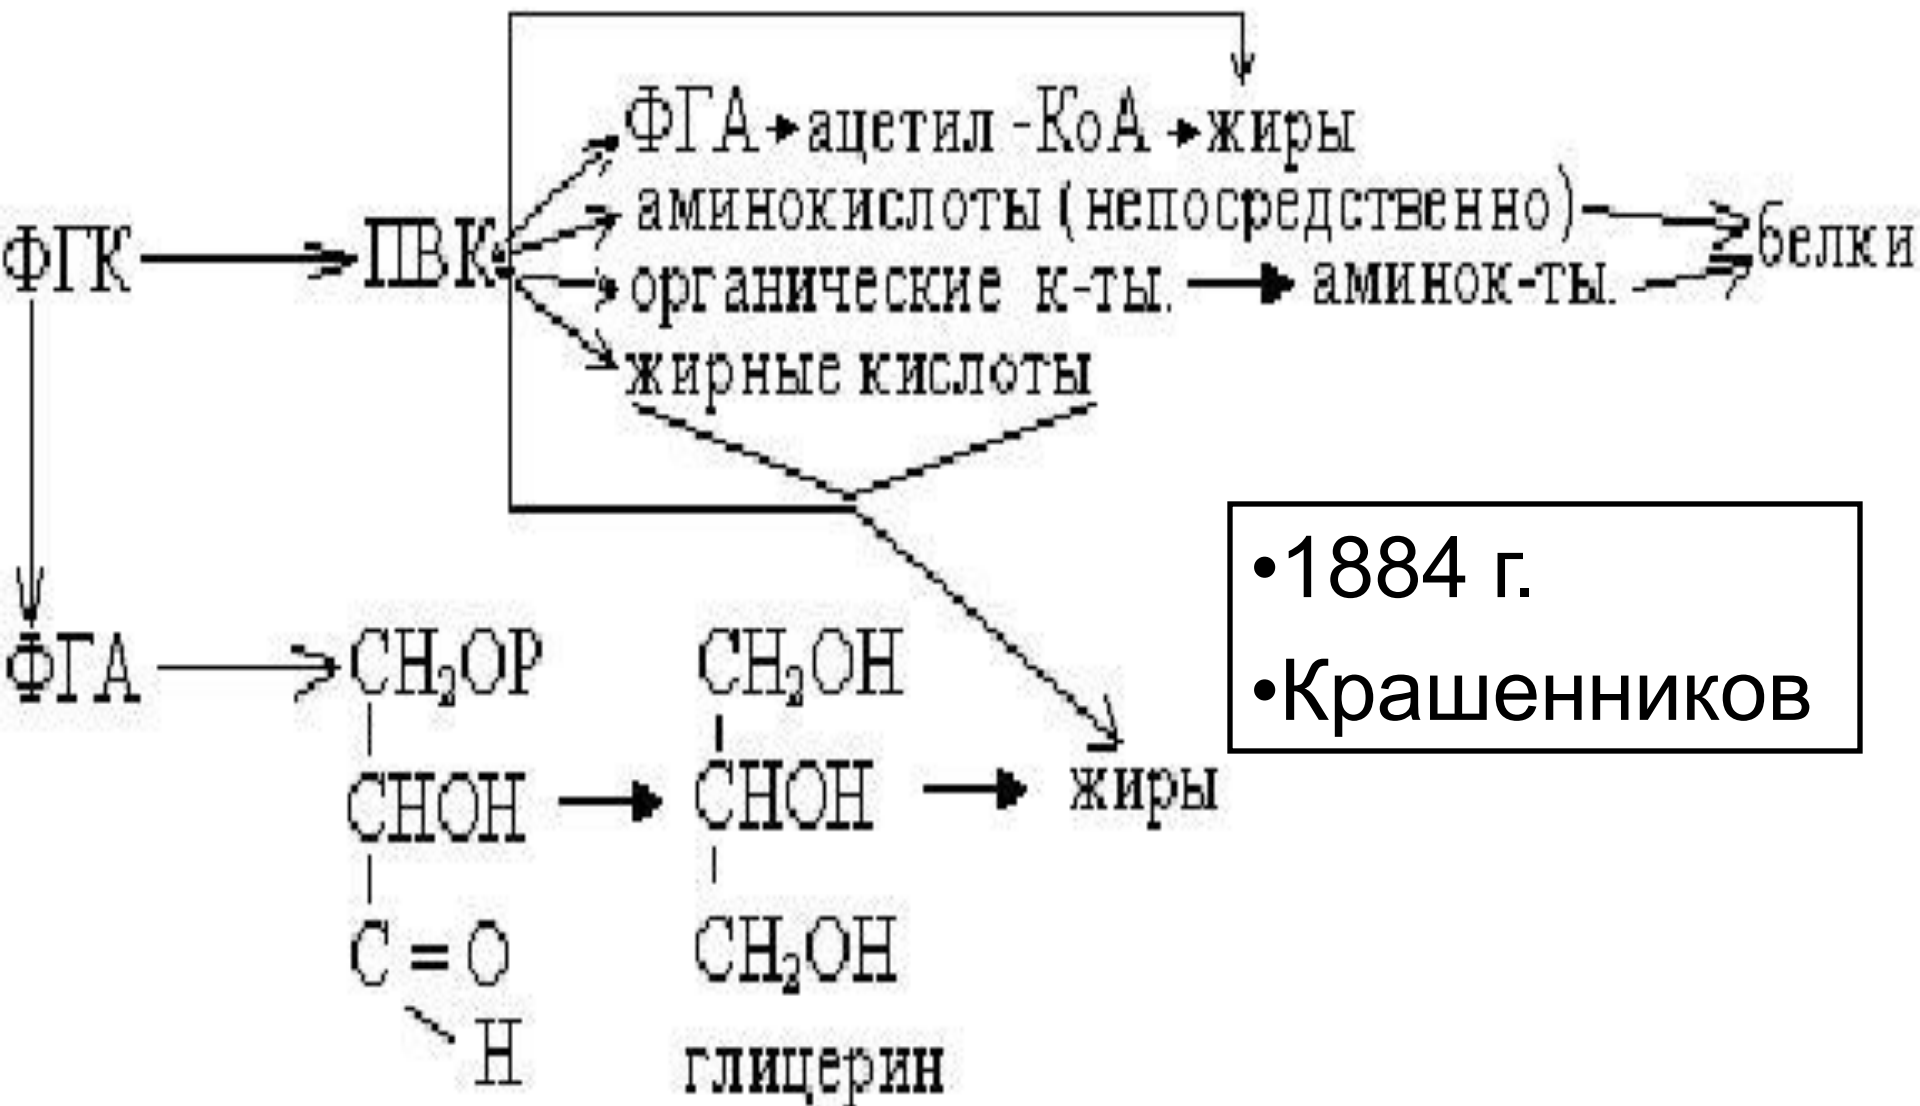 ФГА → ацетил - КоА → жиры
аминокислоты (непосредственно)
ФГК → ПВК
белки
органические к-ты. → аминок-ты.
жирные кислоты
•1884 г.
•Крашенников
ФГА → CH₂OP
CH₂OH
CHOH
CHOH
жиры
C = O
CH₂OH
H
глицерин